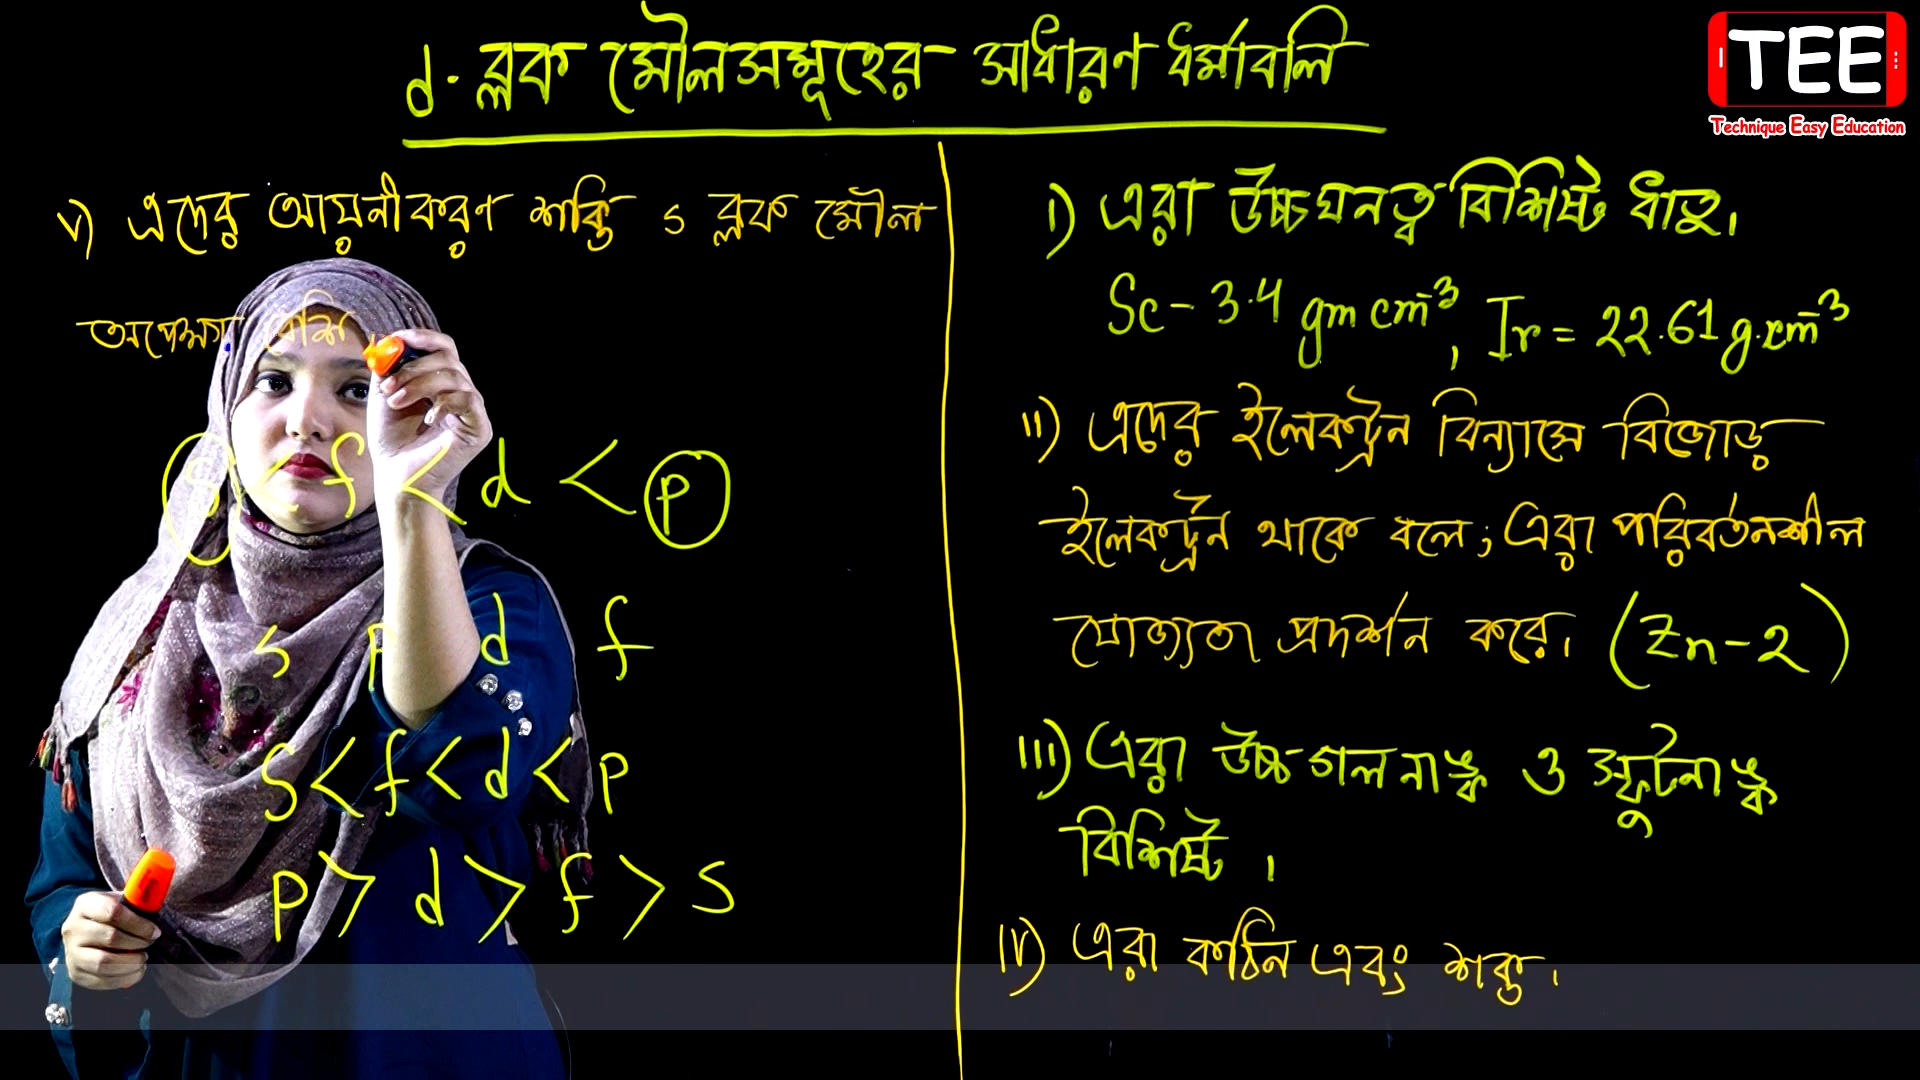 d-ব্লক মৌলসমূহের সাধারণ ধর্মাবলি
TEE
Technique Easy Education
i) এরা উচ্চ ঘনত্ব বিশিষ্ট ধাতু।
Sc - 3.4 gm cm⁻³, Ir = 22.61 g.cm⁻³
ii) এদের ইলেকট্রন বিন্যাসে বিজোড়
ইলেকট্রন থাকে বলে; এরা পরিবর্তনশীল
যোজ্যতা প্রদর্শন করে। (Zn-2)
iii) এরা উচ্চ গলনাঙ্ক ও স্ফুটনাঙ্ক
বিশিষ্ট।
iv) এরা কঠিন এবং শক্ত।
v) এদের আয়নীকরণ শক্তি s ব্লক মৌল
অপেক্ষা বেশি
s < f < d < p
s p d f
s < f < d < p
p > d > f > s